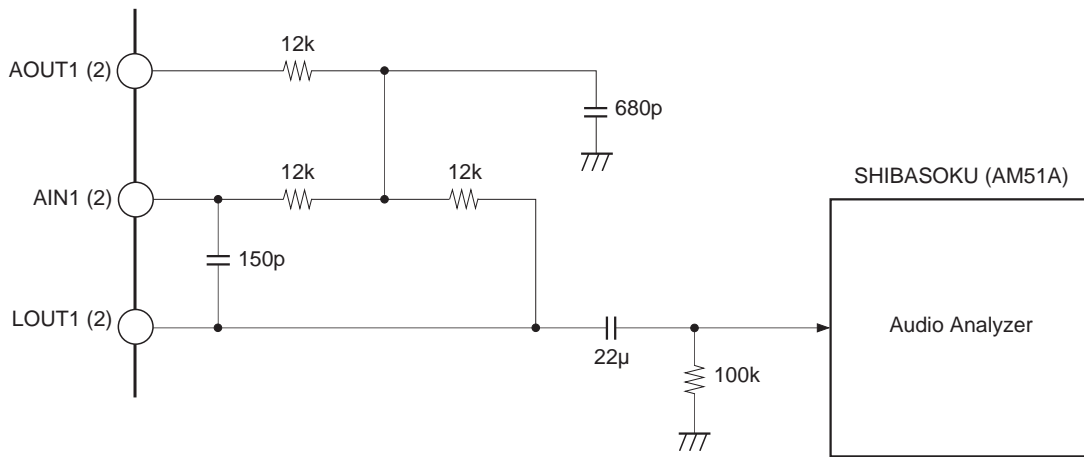 12k
AOUT1 (2)
680p
12k
12k
AIN1 (2)
SHIBASOKU (AM51A)
150p
LOUT1 (2)
Audio Analyzer
22µ
100k